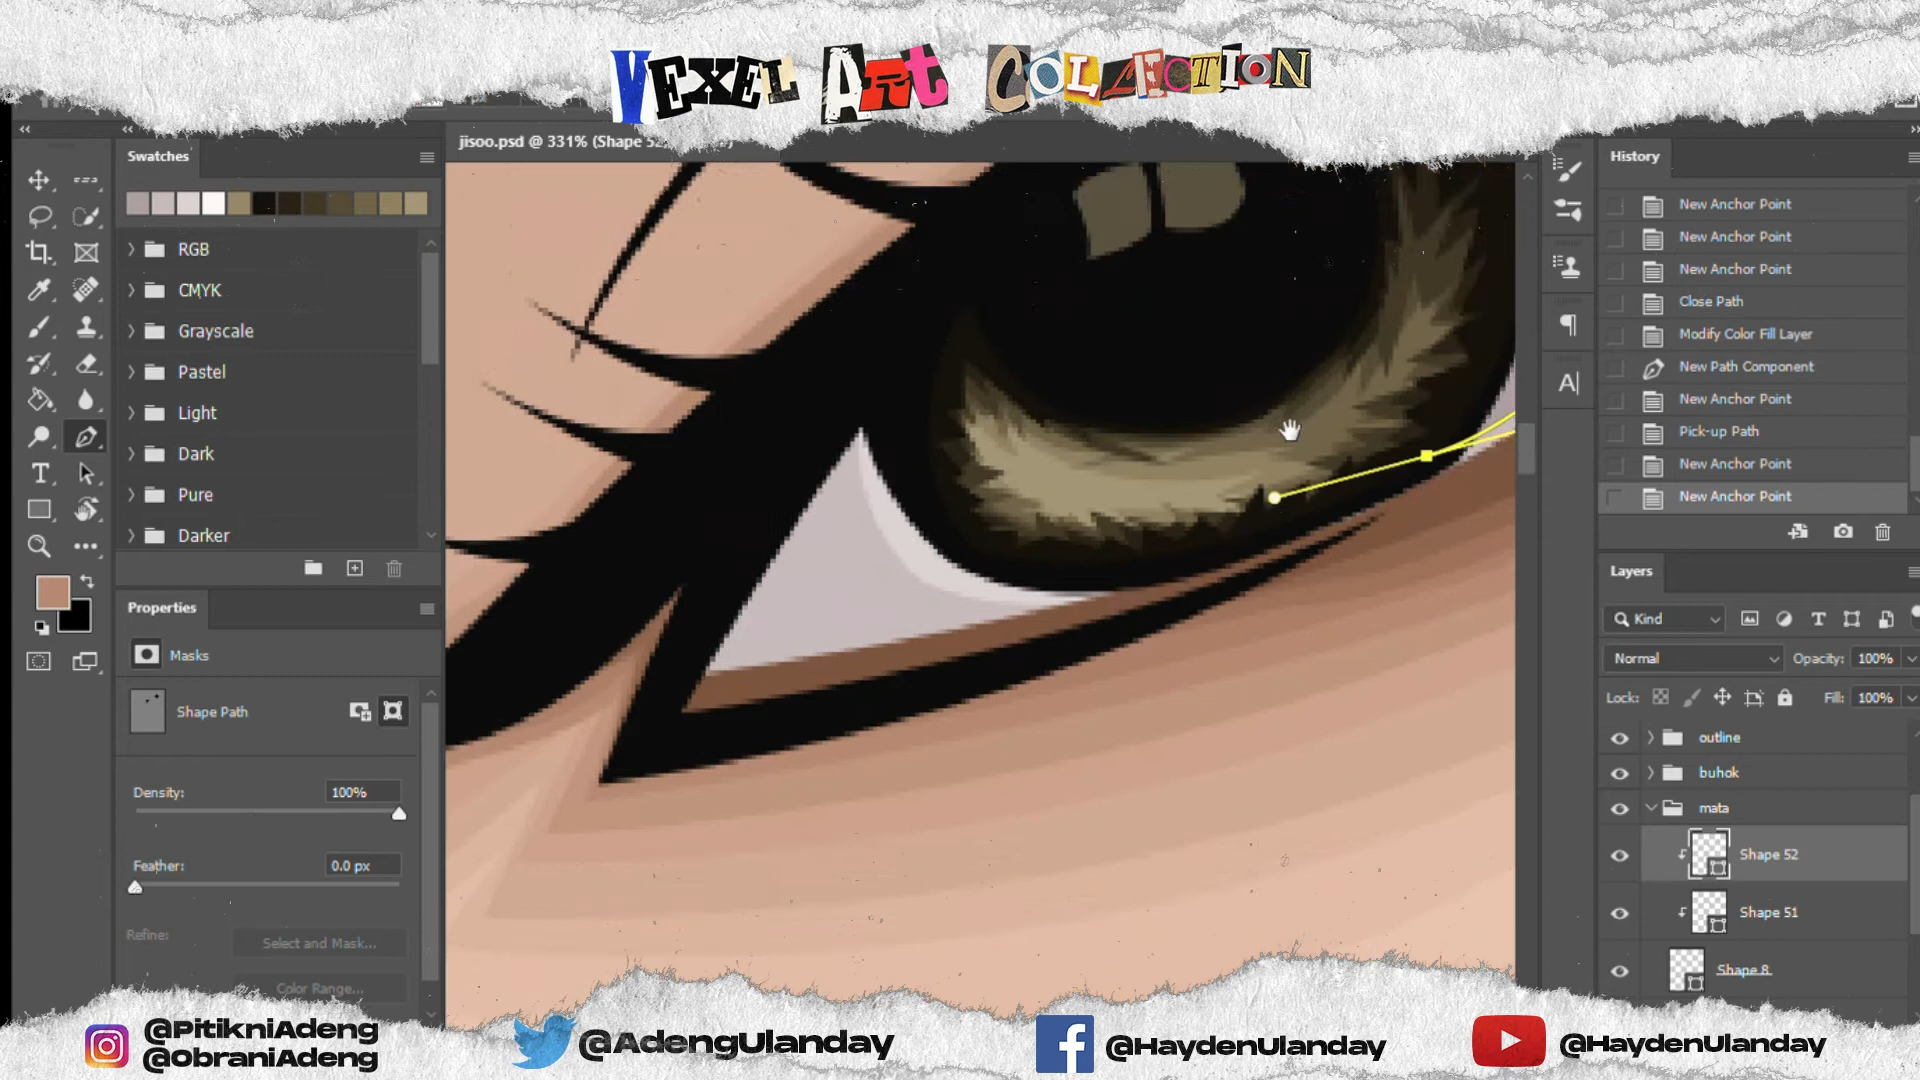 VEXEL ART COLLECTION
jisoo.psd @ 331% (Shape 52
Swatches
RGB
CMYK
Grayscale
Pastel
Light
Dark
Pure
Darker
Properties
Masks
Shape Path
Density:
100%
Feather:
0.0 px
Refine:
Select and Mask...
Color Range...
History
New Anchor Point
New Anchor Point
New Anchor Point
Close Path
Modify Color Fill Layer
New Path Component
New Anchor Point
Pick-up Path
New Anchor Point
New Anchor Point
Layers
Kind
Normal
Opacity: 100%
Lock:
Fill: 100%
outline
buhok
mata
Shape 52
Shape 51
Shape 8
@PitikniAdeng
@ObraniAdeng
@AdengUlanday
@HaydenUlanday
@HaydenUlanday